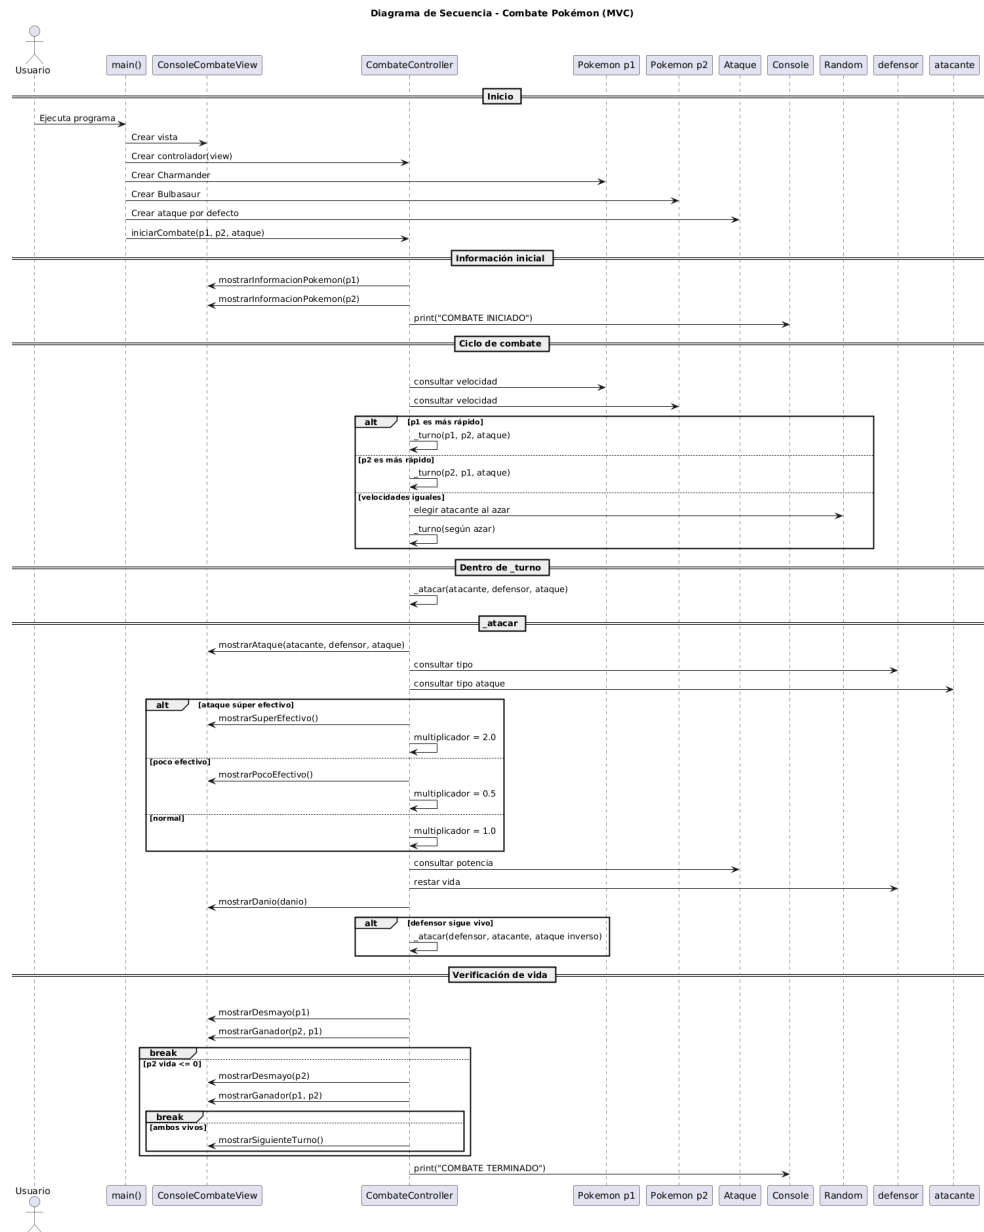 Diagrama de Secuencia - Combate Pokémon (MVC)
Usuario
main()
ConsoleCombateView
CombateController
Pokemon p1
Pokemon p2
Ataque
Console
Random
defensor
atacante
Inicio
Ejecuta programa
Crear vista
Crear controlador(view)
Crear Charmander
Crear Bulbasaur
Crear ataque por defecto
iniciarCombate(p1, p2, ataque)
Información inicial
mostrarInformacionPokemon(p1)
mostrarInformacionPokemon(p2)
print("COMBATE INICIADO")
Ciclo de combate
consultar velocidad
consultar velocidad
alt [p1 es más rápido]
_turno(p1, p2, ataque)
[p2 es más rápido]
_turno(p2, p1, ataque)
[velocidades iguales]
elegir atacante al azar
_turno(según azar)
Dentro de _turno
_atacar(atacante, defensor, ataque)
_atacar
mostrarAtaque(atacante, defensor, ataque)
consultar tipo
consultar tipo ataque
alt [ataque súper efectivo]
mostrarSuperEfectivo()
multiplicador = 2.0
[poco efectivo]
mostrarPocoEfectivo()
multiplicador = 0.5
[normal]
multiplicador = 1.0
consultar potencia
restar vida
mostrarDanio(danio)
alt [defensor sigue vivo]
_atacar(defensor, atacante, ataque inverso)
Verificación de vida
mostrarDesmayo(p1)
mostrarGanador(p2, p1)
break
[p2 vida <= 0]
mostrarDesmayo(p2)
mostrarGanador(p1, p2)
break
[ambos vivos]
mostrarSiguienteTurno()
print("COMBATE TERMINADO")
Usuario
main()
ConsoleCombateView
CombateController
Pokemon p1
Pokemon p2
Ataque
Console
Random
defensor
atacante